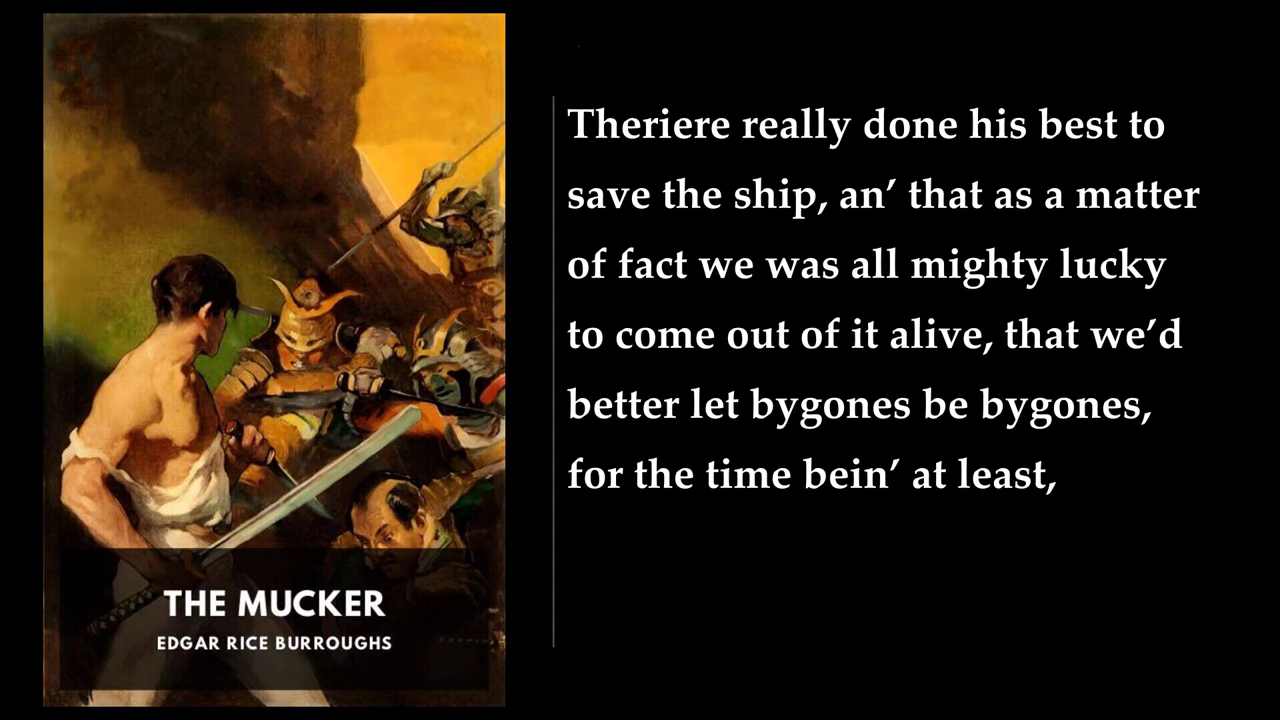 THE MUCKER
EDGAR RICE BURROUGHS
Theriere really done his best to
save the ship, an’ that as a matter
of fact we was all mighty lucky
to come out of it alive, that we’d
better let bygones be bygones,
for the time bein’ at least,